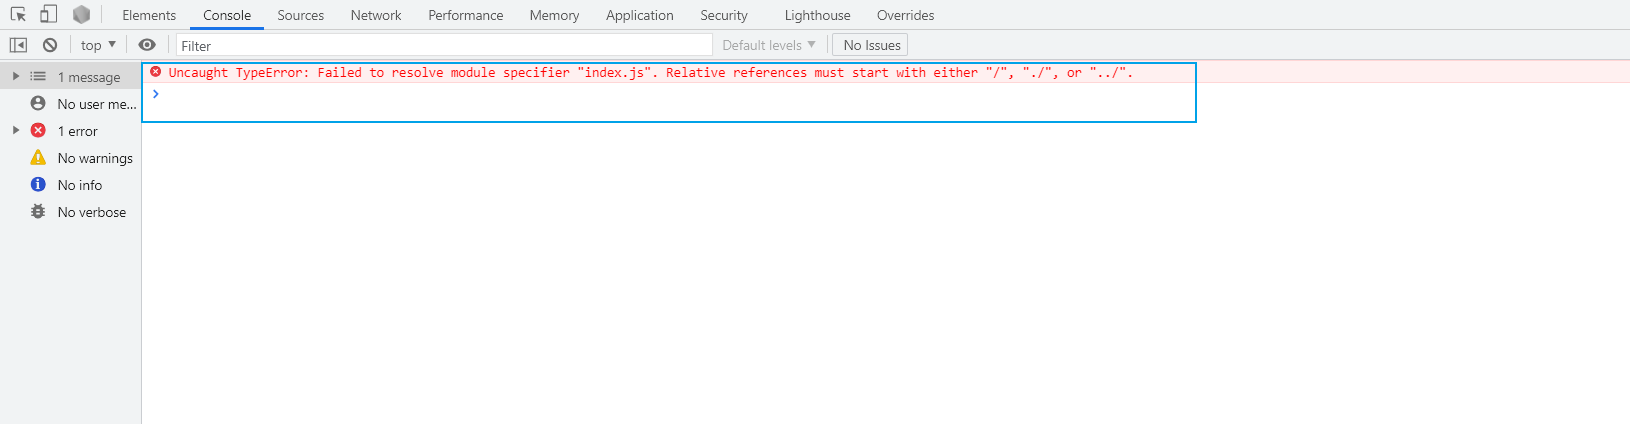 Elements Console Sources Network Performance Memory Application Security Lighthouse Overrides
top Filter Default levels No Issues
1 message
Uncaught TypeError: Failed to resolve module specifier "index.js". Relative references must start with either "/", "./", or "../".
No user me...
1 error
No warnings
No info
No verbose